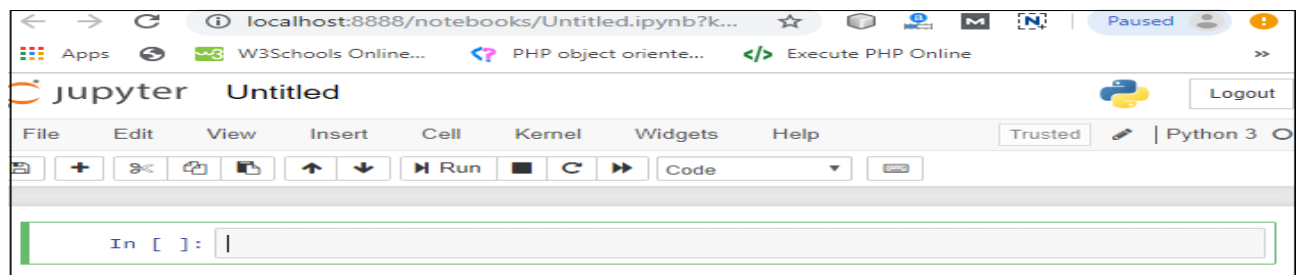 localhost:8888/notebooks/Untitled.ipynb?k... Paused
Apps W3Schools Online... PHP object oriente... </> Execute PHP Online »
jupyter Untitled Logout
File Edit View Insert Cell Kernel Widgets Help Trusted | Python 3
Run Code
In [ ]: